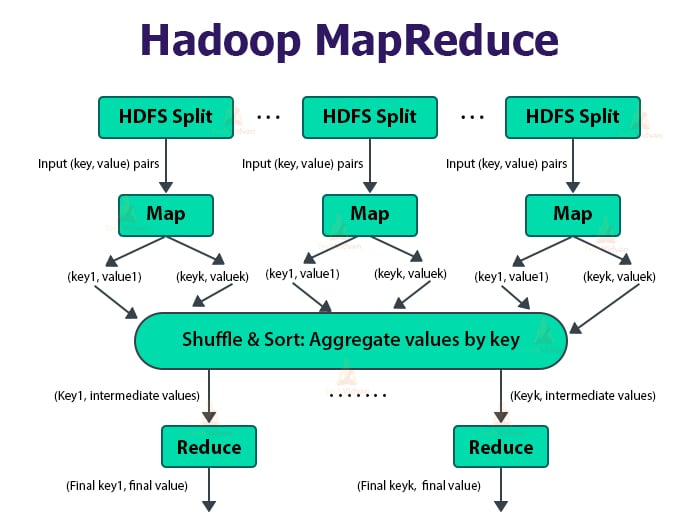 Hadoop MapReduce
HDFS Split ... HDFS Split ... HDFS Split
Input (key, value) pairs Input (key, value) pairs Input (key, value) pairs
Map Map Map
(key1, value1) (keyk, valuek) (key1, value1) (keyk, valuek) (key1, value1) (keyk, valuek)
Shuffle & Sort: Aggregate values by key
(Key1, intermediate values) ....... (Keyk, intermediate values)
Reduce Reduce
(Final key1, final value) (Final keyk, final value)